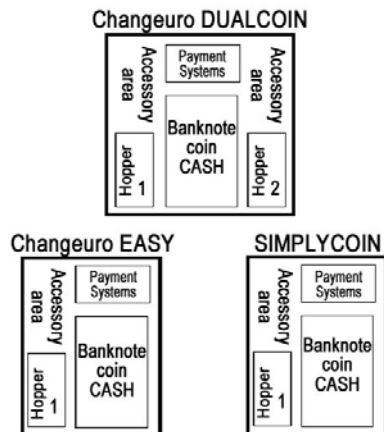 Changeuro DUALCOIN
Accessory
area
Payment
Systems
Accessory
area
Banknote
coin
CASH
Hopper
1
Hopper
2
Changeuro EASY
Accessory
area
Payment
Systems
Banknote
coin
CASH
Hopper
1
SIMPLYCOIN
Accessory
area
Payment
Systems
Banknote
coin
CASH
Hopper
1